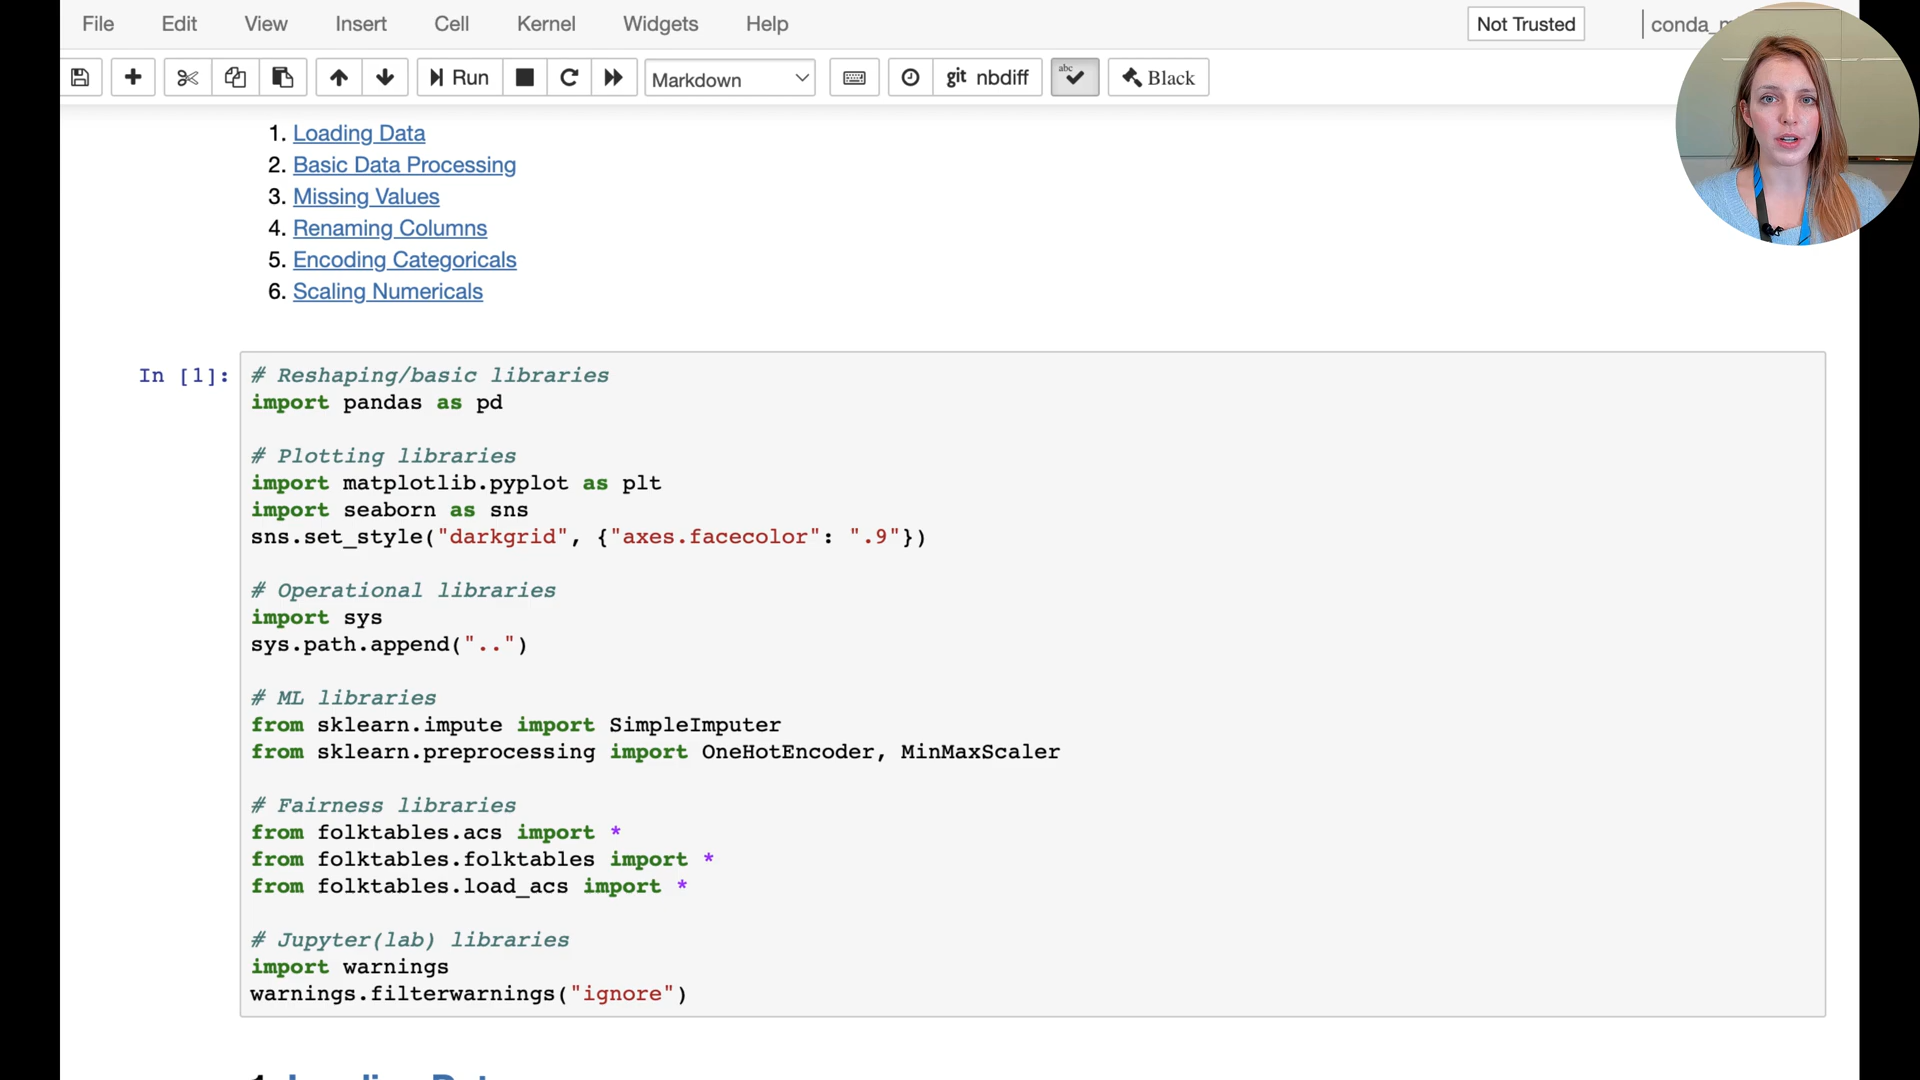 File Edit View Insert Cell Kernel Widgets Help Not Trusted conda_
Run Markdown git nbdiff abc Black
1. Loading Data
2. Basic Data Processing
3. Missing Values
4. Renaming Columns
5. Encoding Categoricals
6. Scaling Numericals
In [1]:
# Reshaping/basic libraries
import pandas as pd
# Plotting libraries
import matplotlib.pyplot as plt
import seaborn as sns
sns.set_style("darkgrid", {"axes.facecolor": ".9"})
# Operational libraries
import sys
sys.path.append("..")
# ML libraries
from sklearn.impute import SimpleImputer
from sklearn.preprocessing import OneHotEncoder, MinMaxScaler
# Fairness libraries
from folktables.acs import *
from folktables.folktables import *
from folktables.load_acs import *
# Jupyter(lab) libraries
import warnings
warnings.filterwarnings("ignore")